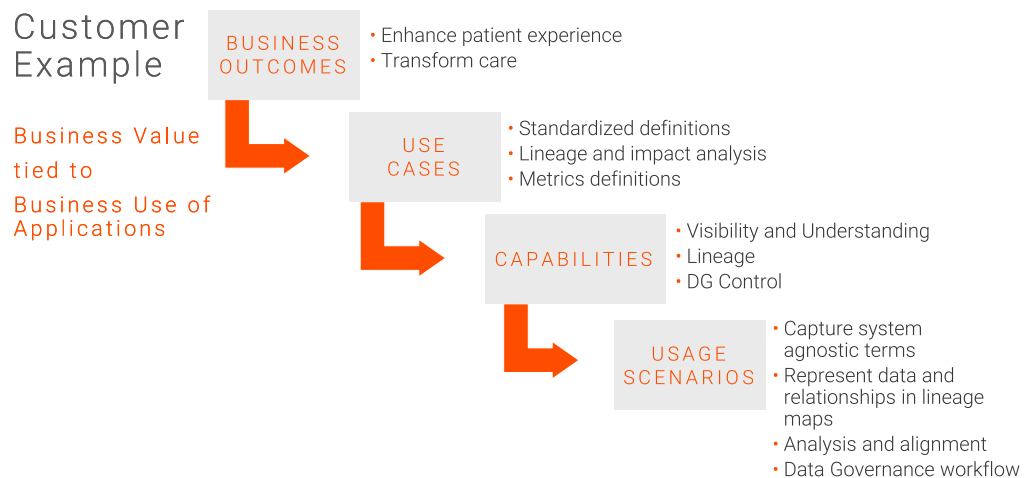 Customer
Example
Business Value
tied to
Business Use of
Applications
BUSINESS
OUTCOMES
• Enhance patient experience
• Transform care
USE
CASES
• Standardized definitions
• Lineage and impact analysis
• Metrics definitions
CAPABILITIES
• Visibility and Understanding
• Lineage
• DG Control
USAGE
SCENARIOS
• Capture system
agnostic terms
• Represent data and
relationships in lineage
maps
• Analysis and alignment
• Data Governance workflow